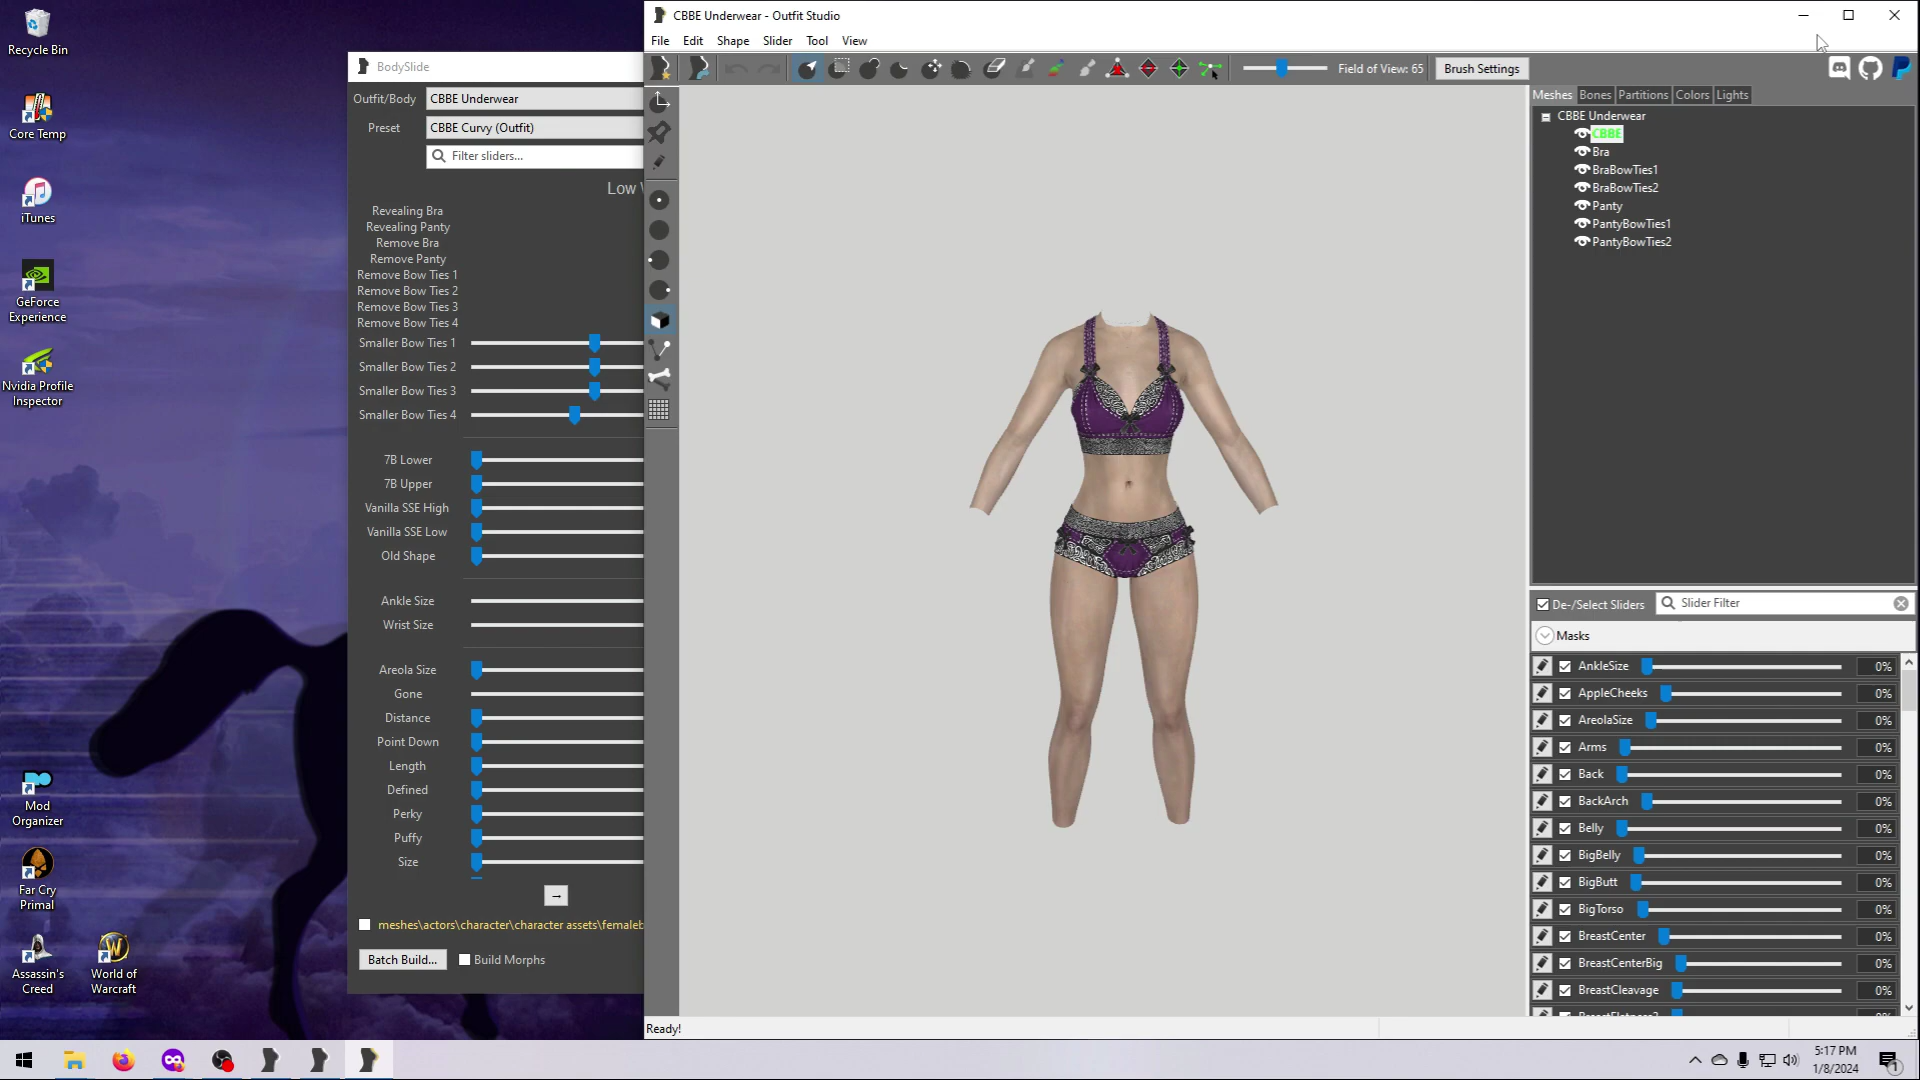 Recycle Bin
Core Temp
iTunes
GeForce
Experience
Nvidia Profile
Inspector
Mod
Organizer
Far Cry
Primal
Assassin's
Creed
World of
Warcraft
BodySlide
Outfit/Body
CBBE Underwear
Preset
CBBE Curvy (Outfit)
Filter sliders...
Low
Revealing Bra
Revealing Panty
Remove Bra
Remove Panty
Remove Bow Ties 1
Remove Bow Ties 2
Remove Bow Ties 3
Remove Bow Ties 4
Smaller Bow Ties 1
Smaller Bow Ties 2
Smaller Bow Ties 3
Smaller Bow Ties 4
7B Lower
7B Upper
Vanilla SSE High
Vanilla SSE Low
Old Shape
Ankle Size
Wrist Size
Areola Size
Gone
Distance
Point Down
Length
Defined
Perky
Puffy
Size
→
meshes\actors\character\character assets\femaleb
Batch Build...
Build Morphs
CBBE Underwear - Outfit Studio
File Edit Shape Slider Tool View
Field of View: 65
Brush Settings
Meshes Bones Partitions Colors Lights
CBBE Underwear
CBBE
Bra
BraBowTies1
BraBowTies2
Panty
PantyBowTies1
PantyBowTies2
De-/Select Sliders
Slider Filter
Masks
AnkleSize 0%
AppleCheeks 0%
AreolaSize 0%
Arms 0%
Back 0%
BackArch 0%
Belly 0%
BigBelly 0%
BigButt 0%
BigTorso 0%
BreastCenter 0%
BreastCenterBig 0%
BreastCleavage 0%
Ready!
5:17 PM
1/8/2024
1